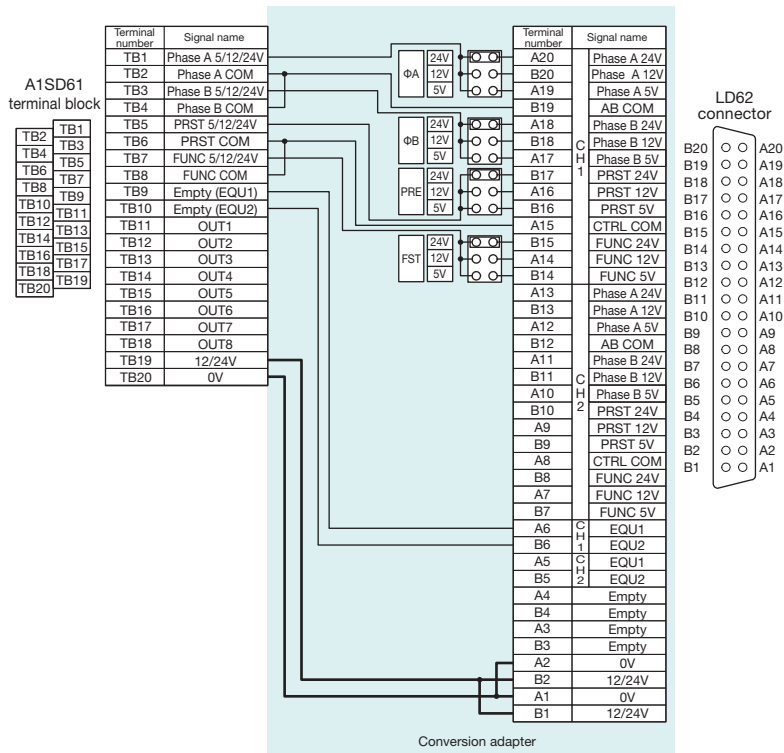 A1SD61
terminal block
TB2 TB1
TB4 TB3
TB6 TB5
TB8 TB7
TB10 TB9
TB12 TB11
TB14 TB13
TB16 TB15
TB18 TB17
TB20 TB19
Terminal number Signal name
TB1 Phase A 5/12/24V
TB2 Phase A COM
TB3 Phase B 5/12/24V
TB4 Phase B COM
TB5 PRST 5/12/24V
TB6 PRST COM
TB7 FUNC 5/12/24V
TB8 FUNC COM
TB9 Empty (EQU1)
TB10 Empty (EQU2)
TB11 OUT1
TB12 OUT2
TB13 OUT3
TB14 OUT4
TB15 OUT5
TB16 OUT6
TB17 OUT7
TB18 OUT8
TB19 12/24V
TB20 0V
ΦA 24V 12V 5V
ΦB 24V 12V 5V
PRE 24V 12V 5V
FST 24V 12V 5V
Terminal number Signal name
CH1
A20 Phase A 24V
B20 Phase A 12V
A19 Phase A 5V
B19 AB COM
A18 Phase B 24V
B18 Phase B 12V
A17 Phase B 5V
B17 PRST 24V
A16 PRST 12V
B16 PRST 5V
A15 CTRL COM
B15 FUNC 24V
A14 FUNC 12V
B14 FUNC 5V
CH2
A13 Phase A 24V
B13 Phase A 12V
A12 Phase A 5V
B12 AB COM
A11 Phase B 24V
B11 Phase B 12V
A10 Phase B 5V
B10 PRST 24V
A9 PRST 12V
B9 PRST 5V
A8 CTRL COM
B8 FUNC 24V
A7 FUNC 12V
B7 FUNC 5V
CH1
A6 EQU1
B6 EQU2
CH2
A5 EQU1
B5 EQU2
A4 Empty
B4 Empty
A3 Empty
B3 Empty
A2 0V
B2 12/24V
A1 0V
B1 12/24V
Conversion adapter
LD62
connector
B20 A20
B19 A19
B18 A18
B17 A17
B16 A16
B15 A15
B14 A14
B13 A13
B12 A12
B11 A11
B10 A10
B9 A9
B8 A8
B7 A7
B6 A6
B5 A5
B4 A4
B3 A3
B2 A2
B1 A1